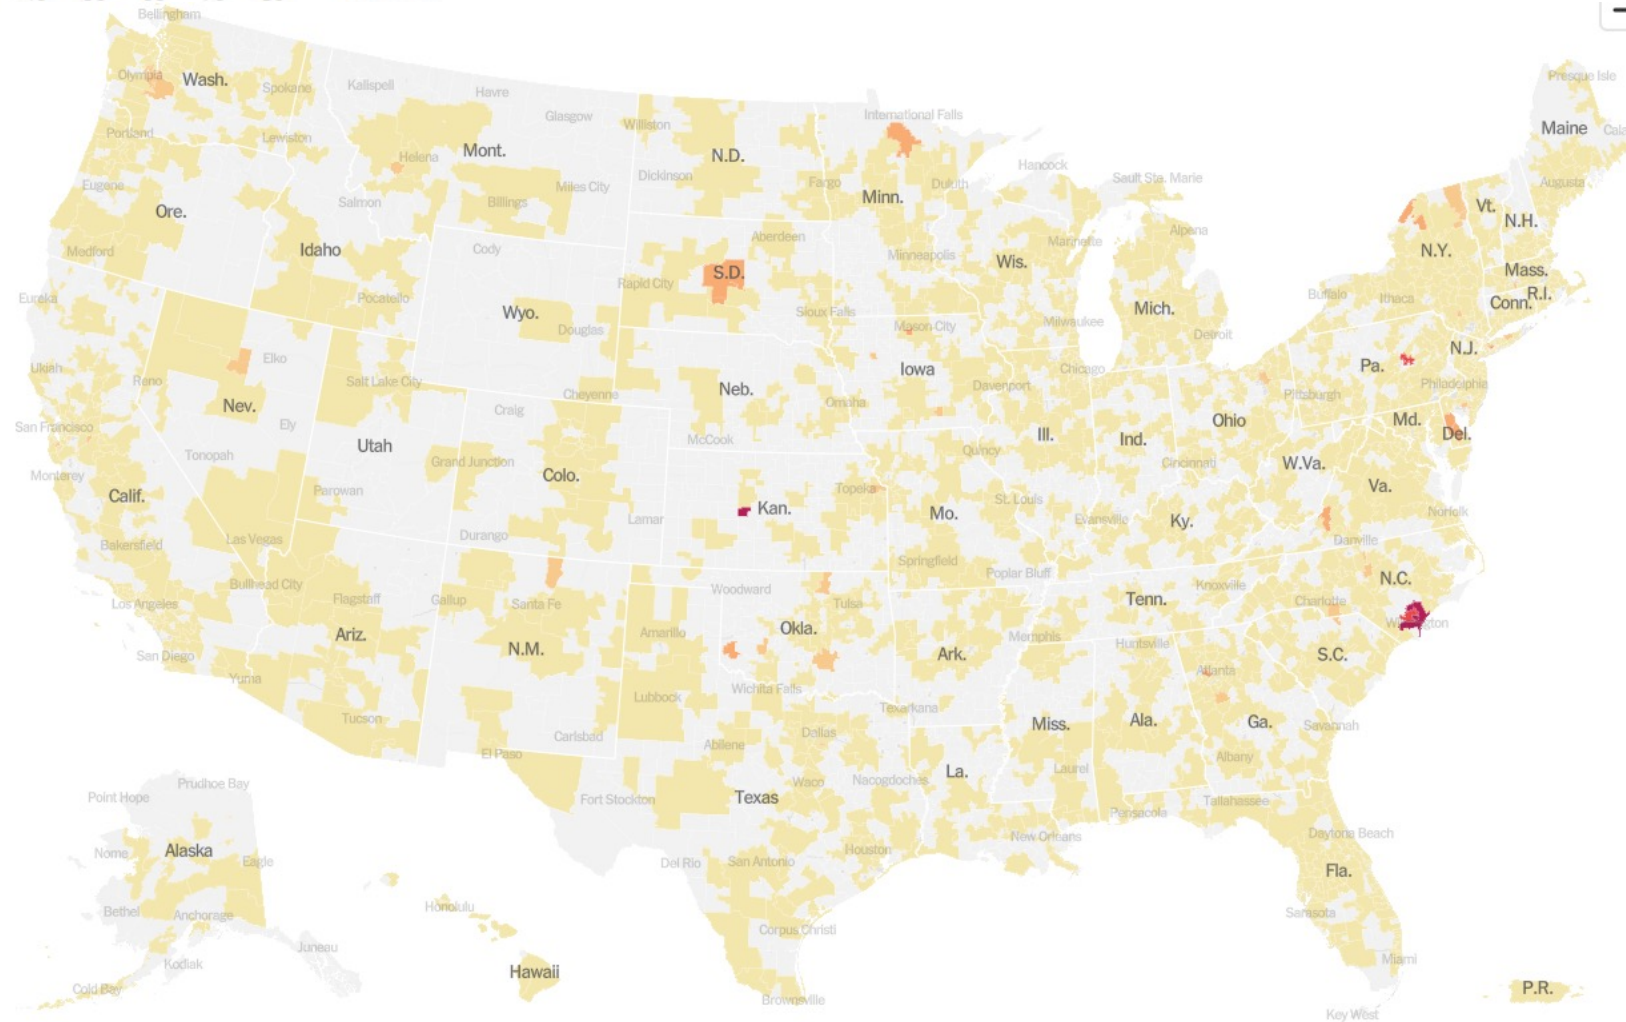 Bellingham
Olympia
Wash.
Spokane
Kalispell
Havre
Glasgow
Williston
International Falls
Presque Isle
Maine
Portland
Lewiston
Helena
Mont.
N.D.
Dickinson
Fargo
Minn.
Duluth
Hancock
Sault Ste. Marie
Augusta
Eugene
Ore.
Salmon
Billings
Miles City
Vt.
N.H.
Medford
Idaho
Cody
Aberdeen
Minneapolis
Wis.
Marinette
Alpena
N.Y.
Mass.
Eureka
Pocatello
Rapid City
S.D.
Sioux Falls
Mich.
Buffalo
Ithaca
Conn.
R.I.
Wyo.
Douglas
Mason City
Milwaukee
Detroit
Ukiah
Reno
Elko
Salt Lake City
Cheyenne
Neb.
Iowa
Davenport
Chicago
Pa.
N.J.
Pittsburgh
Philadelphia
Nev.
Ely
Craig
Omaha
San Francisco
Utah
McCook
Ill.
Ind.
Ohio
Md.
Del.
Monterey
Tonopah
Grand Junction
Colo.
Quincy
Cincinnati
W.Va.
Calif.
Parowan
Topeka
Kan.
Mo.
St. Louis
Evansville
Ky.
Va.
Norfolk
Bakersfield
Las Vegas
Durango
Lamar
Springfield
Poplar Bluff
Danville
Los Angeles
Bullhead City
Flagstaff
Gallup
Santa Fe
Woodward
Tulsa
Tenn.
Knoxville
N.C.
Charlotte
San Diego
Ariz.
N.M.
Amarillo
Okla.
Ark.
Memphis
Huntsville
S.C.
Yuma
Tucson
Lubbock
Wichita Falls
Texarkana
Atlanta
Carlsbad
El Paso
Abilene
Dallas
Miss.
Ala.
Ga.
Savannah
Point Hope
Prudhoe Bay
Fort Stockton
Texas
Waco
Nacogdoches
La.
Laurel
Albany
Tallahassee
Pensacola
Nome
Alaska
Eagle
Del Rio
San Antonio
Houston
New Orleans
Daytona Beach
Fla.
Bethel
Anchorage
Honolulu
Corpus Christi
Sarasota
Juneau
Kodiak
Cold Bay
Hawaii
Brownsville
Miami
Key West
P.R.